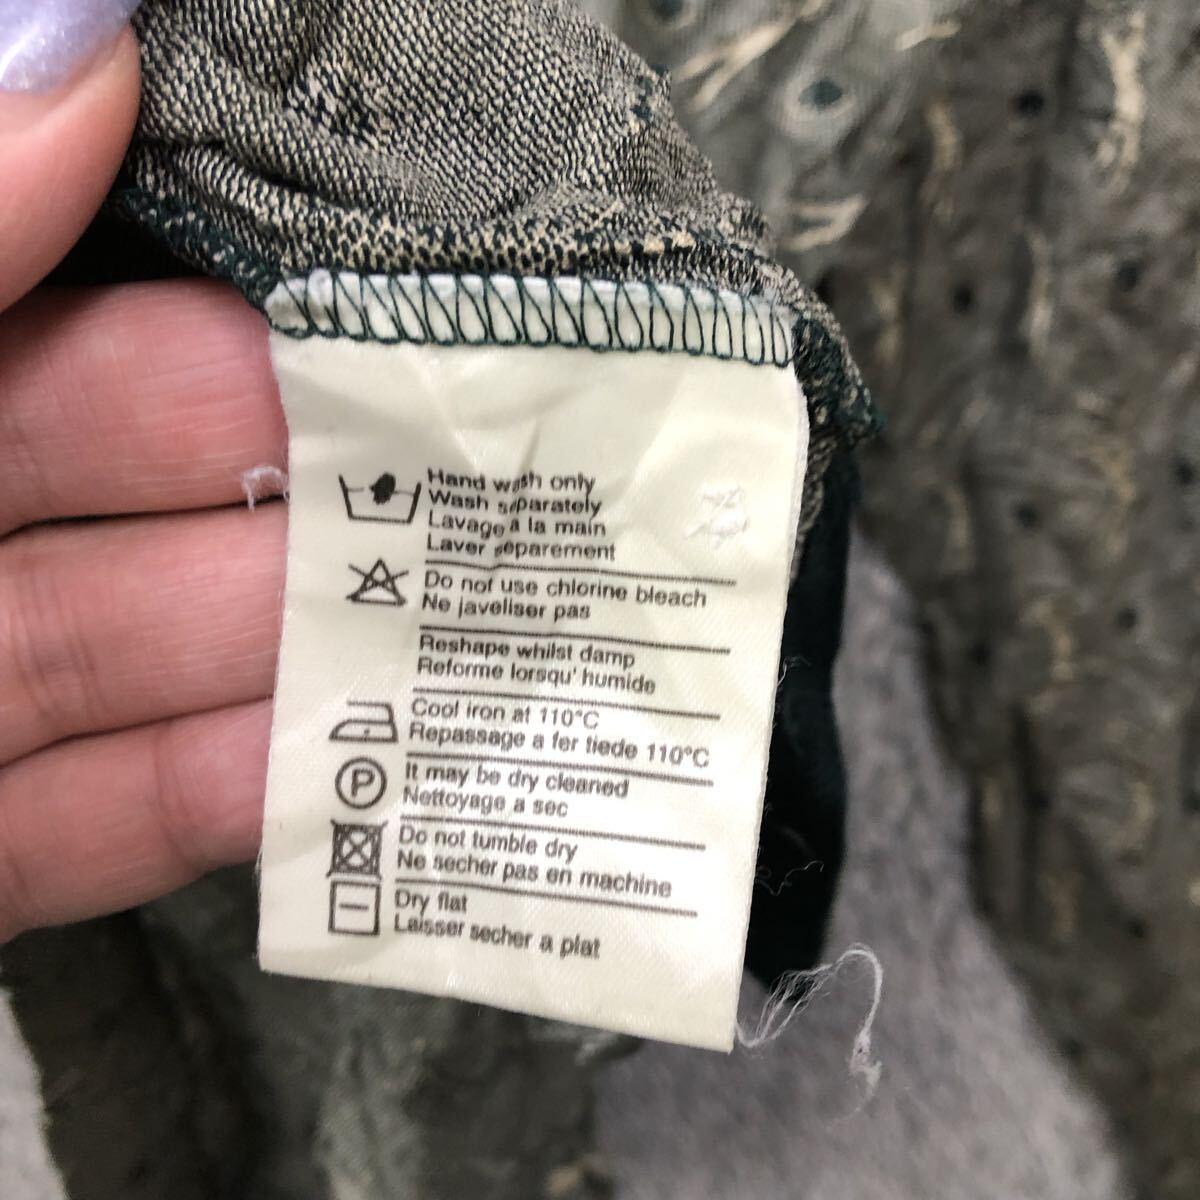 Hand wash only
Wash separately
Lavage a la main
Laver separement
Do not use chlorine bleach
Ne javeliser pas
Reshape whilst damp
Reforme lorsqu' humide
Cool iron at 110°C
Repassage a fer tiede 110°C
P
It may be dry cleaned
Nettoyage a sec
Do not tumble dry
Ne secher pas en machine
Dry flat
Laisser secher a plat